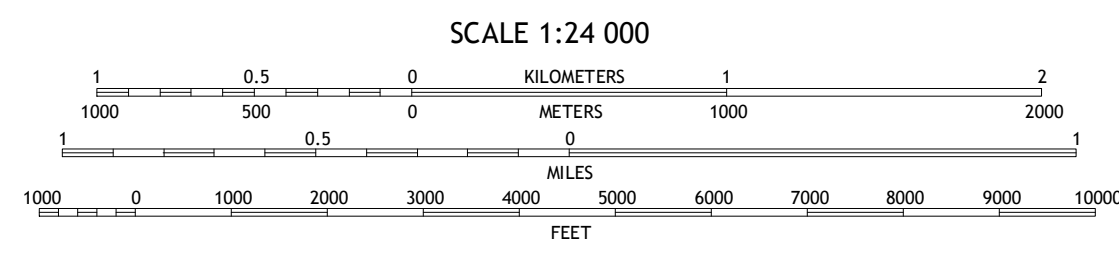 SCALE 1:24 000
1 0.5 0 KILOMETERS 1 2
1000 500 0 METERS 1000 2000
1 0.5 0 1
MILES
1000 0 1000 2000 3000 4000 5000 6000 7000 8000 9000 10000
FEET